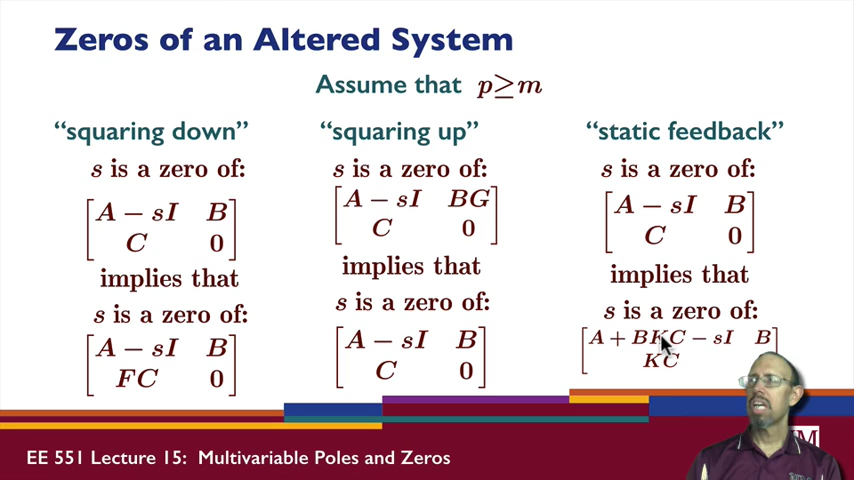 Zeros of an Altered System
Assume that p≥m
"squaring down"
s is a zero of:
[A − sI B
C 0]
implies that
s is a zero of:
[A − sI B
FC 0]
"squaring up"
s is a zero of:
[A − sI BG
C 0]
implies that
s is a zero of:
[A − sI B
C 0]
"static feedback"
s is a zero of:
[A − sI B
C 0]
implies that
s is a zero of:
[A + BKC − sI B
KC
EE 551 Lecture 15: Multivariable Poles and Zeros